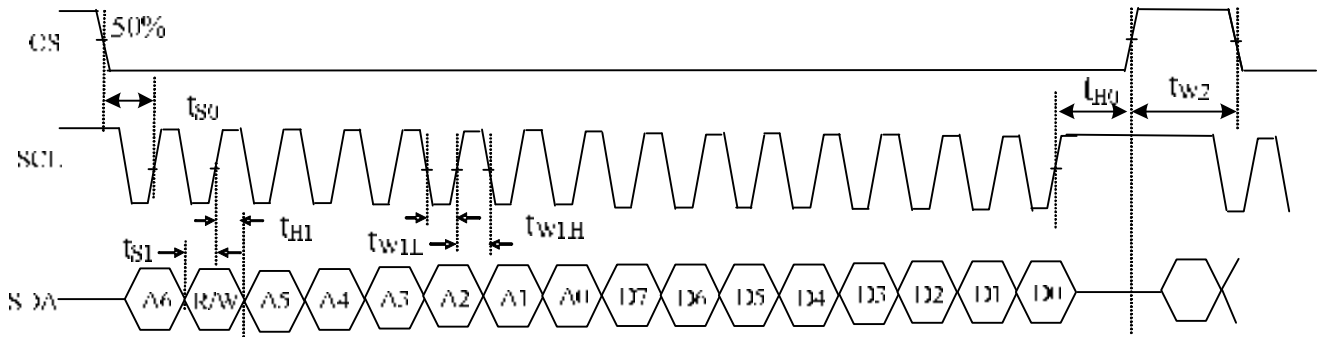 CS 50%
tS0 tH0 tW2
SCL
tS1 tH1 tW1L tW1H
SDA A6 R/W A5 A4 A3 A2 A1 A0 D7 D6 D5 D4 D3 D2 D1 D0